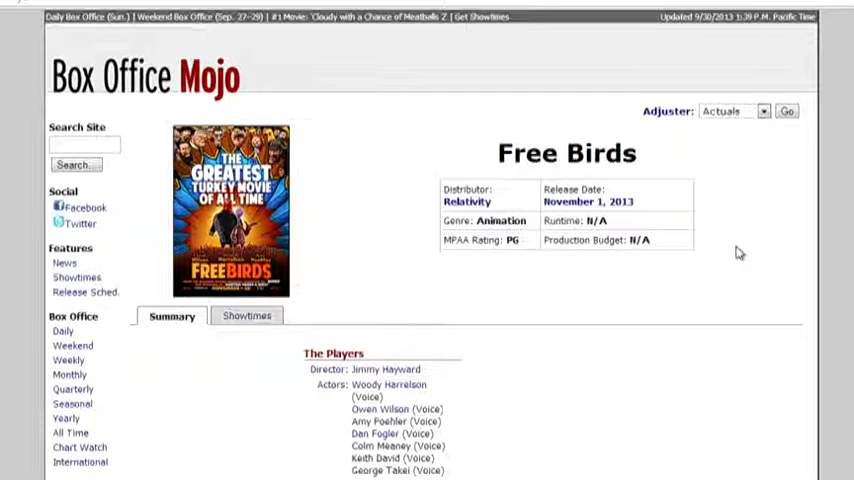 Daily Box Office (Sun.) | Weekend Box Office (Sep. 27–29) | #1 Movie: 'Cloudy with a Chance of Meatballs 2' | Get Showtimes
Updated 9/30/2013 1:39 P.M. Pacific Time
Box Office Mojo
Adjuster: Actuals Go
Search Site
Search...
Social
Facebook
Twitter
Features
News
Showtimes
Release Sched.
Box Office
Daily
Weekend
Weekly
Monthly
Quarterly
Seasonal
Yearly
All Time
Chart Watch
International
THE
GREATEST
TURKEY MOVIE
OF ALL TIME
FREE BIRDS
Free Birds
Distributor: Relativity
Release Date: November 1, 2013
Genre: Animation
Runtime: N/A
MPAA Rating: PG
Production Budget: N/A
Summary
Showtimes
The Players
Director: Jimmy Hayward
Actors: Woody Harrelson
(Voice)
Owen Wilson (Voice)
Amy Poehler (Voice)
Dan Fogler (Voice)
Colm Meaney (Voice)
Keith David (Voice)
George Takei (Voice)